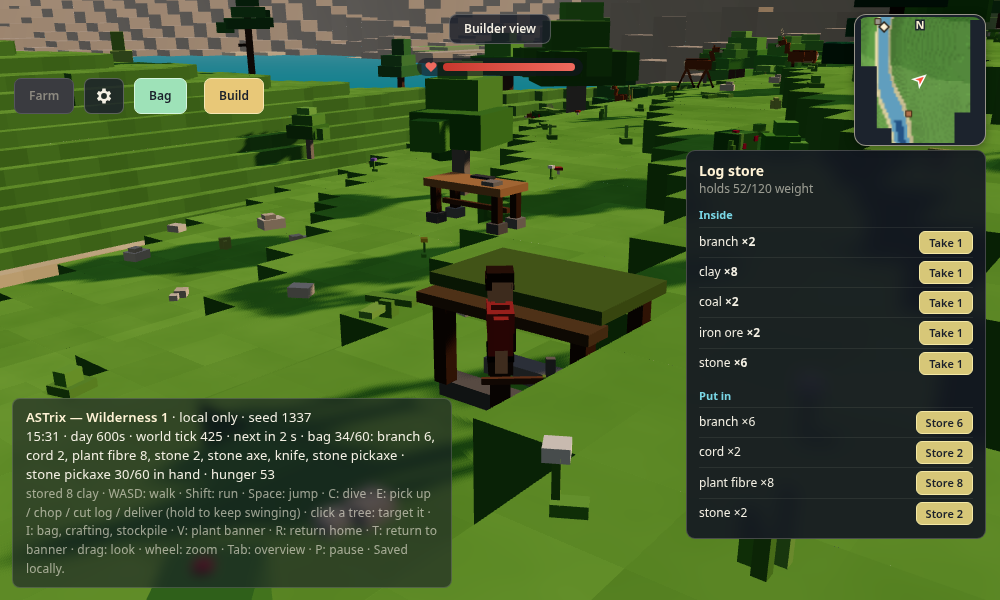 Builder view
N
Farm
Bag
Build
Log store
holds 52/120 weight
Inside
branch ×2
Take 1
clay ×8
Take 1
coal ×2
Take 1
iron ore ×2
Take 1
stone ×6
Take 1
Put in
branch ×6
Store 6
cord ×2
Store 2
plant fibre ×8
Store 8
stone ×2
Store 2
ASTrix — Wilderness 1 · local only · seed 1337
15:31 · day 600s · world tick 425 · next in 2 s · bag 34/60: branch 6,
cord 2, plant fibre 8, stone 2, stone axe, knife, stone pickaxe ·
stone pickaxe 30/60 in hand · hunger 53
stored 8 clay · WASD: walk · Shift: run · Space: jump · C: dive · E: pick up
/ chop / cut log / deliver (hold to keep swinging) · click a tree: target it ·
I: bag, crafting, stockpile · V: plant banner · R: return home · T: return to
banner · drag: look · wheel: zoom · Tab: overview · P: pause · Saved
locally.